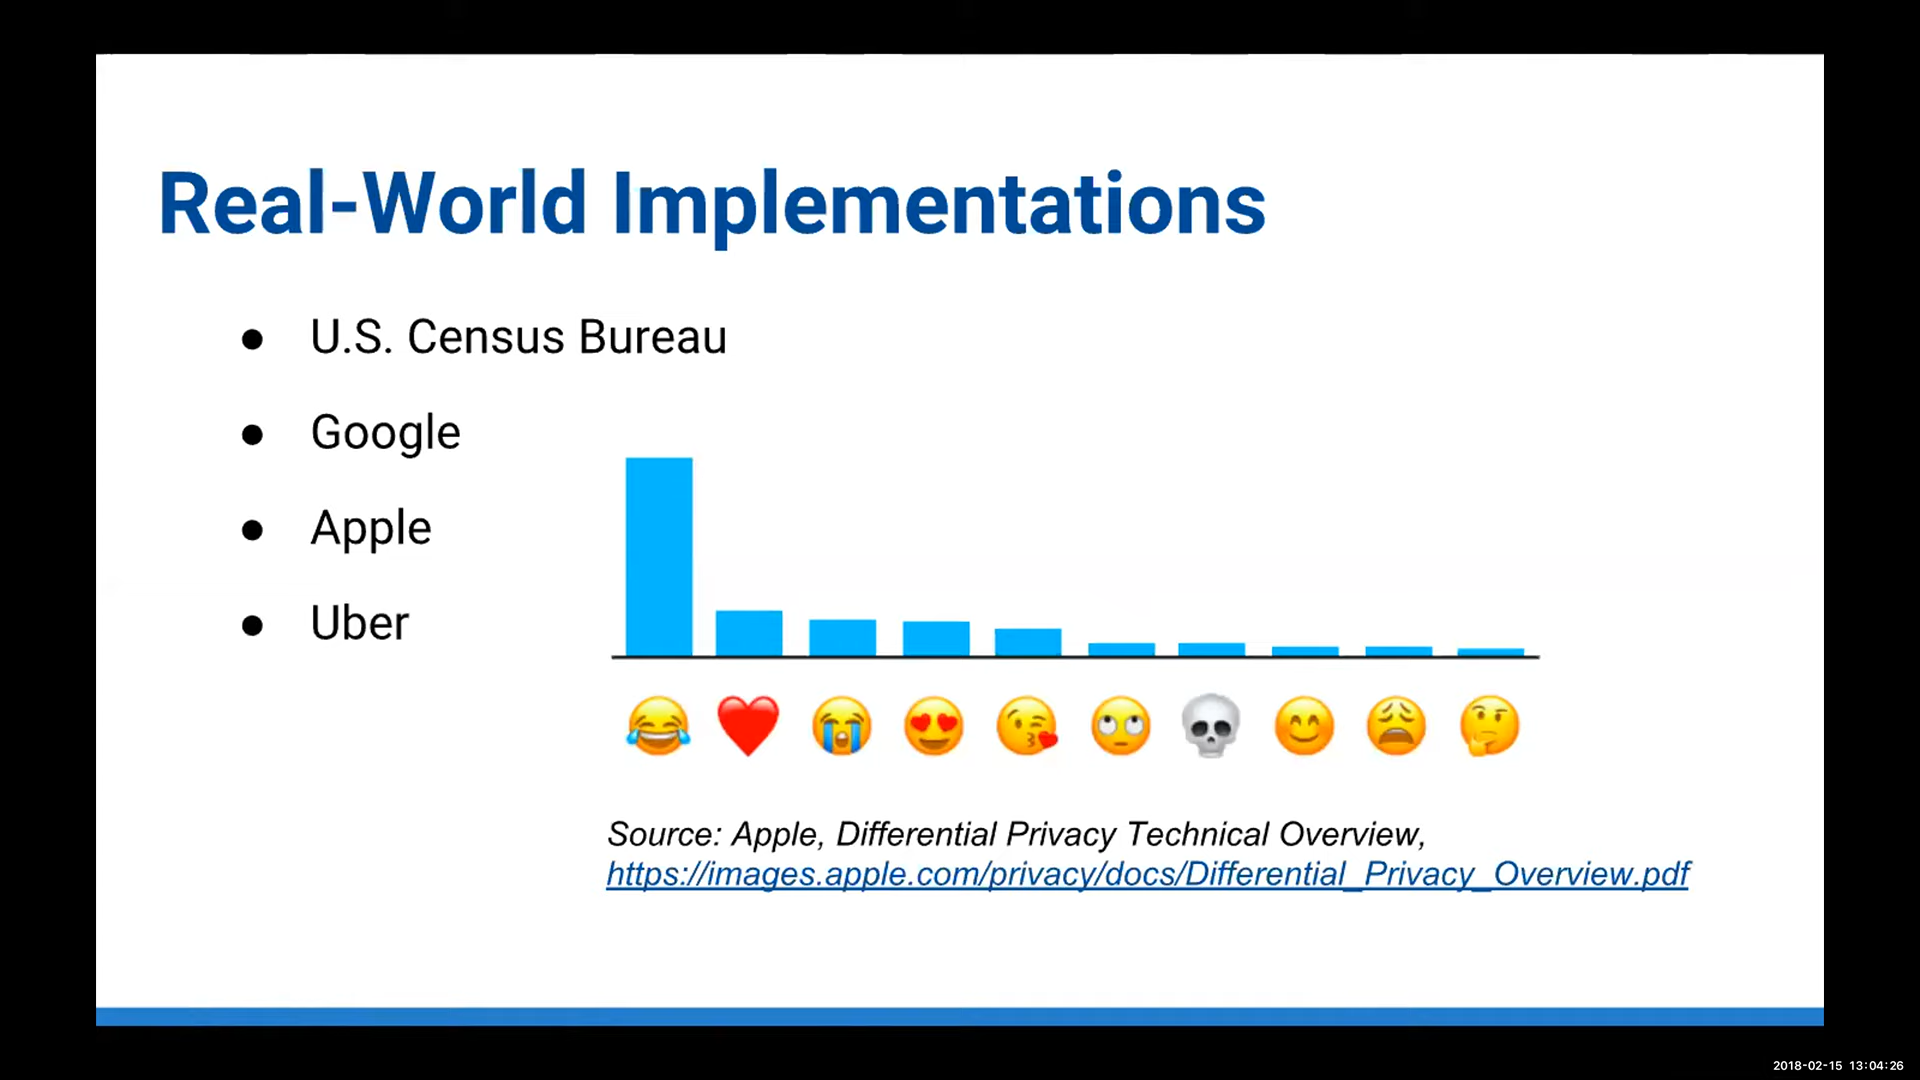 Real-World Implementations
● U.S. Census Bureau
● Google
● Apple
● Uber
Source: Apple, Differential Privacy Technical Overview,
https://images.apple.com/privacy/docs/Differential_Privacy_Overview.pdf
2018-02-15 13:04:26